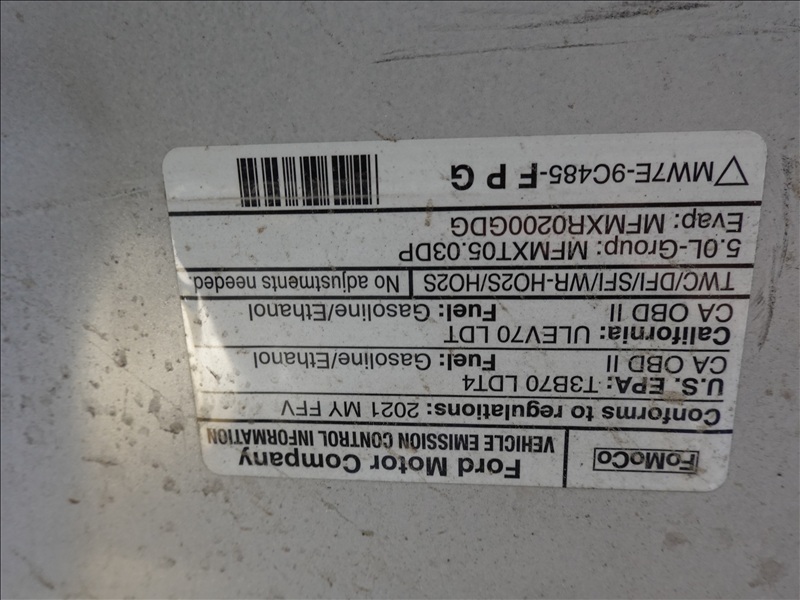 FoMoCo
Ford Motor Company
VEHICLE EMISSION CONTROL INFORMATION
Conforms to regulations: 2021 MY FFV
U.S. EPA: T3B70 LDT4
CA OBD II Fuel: Gasoline/Ethanol
California: ULEV70 LDT
CA OBD II Fuel: Gasoline/Ethanol
TWC/DFI/SFI/WR-HO2S/HO2S No adjustments needed
5.0L-Group: MFMXT05.03DP
Evap: MFMXR0200GDG
MW7E-9C485-F P G